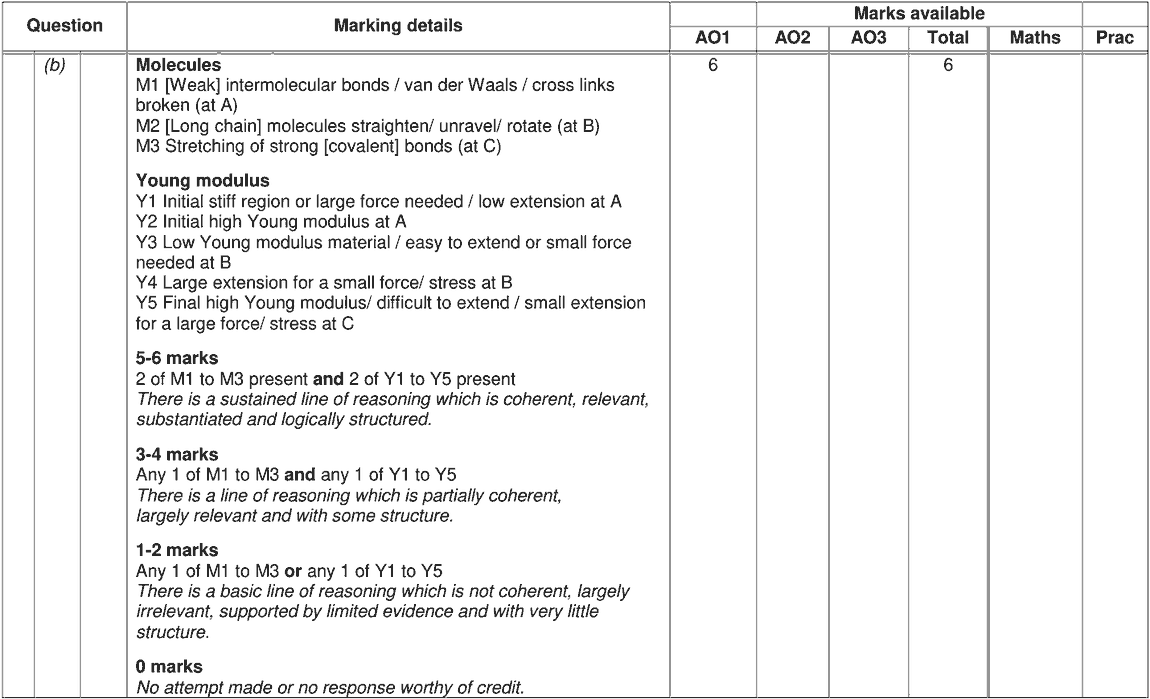 Question Marking details Marks available
AO1 AO2 AO3 Total Maths Prac
(b) Molecules 6 6
M1 [Weak] intermolecular bonds / van der Waals / cross links
broken (at A)
M2 [Long chain] molecules straighten/ unravel/ rotate (at B)
M3 Stretching of strong [covalent] bonds (at C)
Young modulus
Y1 Initial stiff region or large force needed / low extension at A
Y2 Initial high Young modulus at A
Y3 Low Young modulus material / easy to extend or small force
needed at B
Y4 Large extension for a small force/ stress at B
Y5 Final high Young modulus/ difficult to extend / small extension
for a large force/ stress at C
5-6 marks
2 of M1 to M3 present and 2 of Y1 to Y5 present
There is a sustained line of reasoning which is coherent, relevant,
substantiated and logically structured.
3-4 marks
Any 1 of M1 to M3 and any 1 of Y1 to Y5
There is a line of reasoning which is partially coherent,
largely relevant and with some structure.
1-2 marks
Any 1 of M1 to M3 or any 1 of Y1 to Y5
There is a basic line of reasoning which is not coherent, largely
irrelevant, supported by limited evidence and with very little
structure.
0 marks
No attempt made or no response worthy of credit.